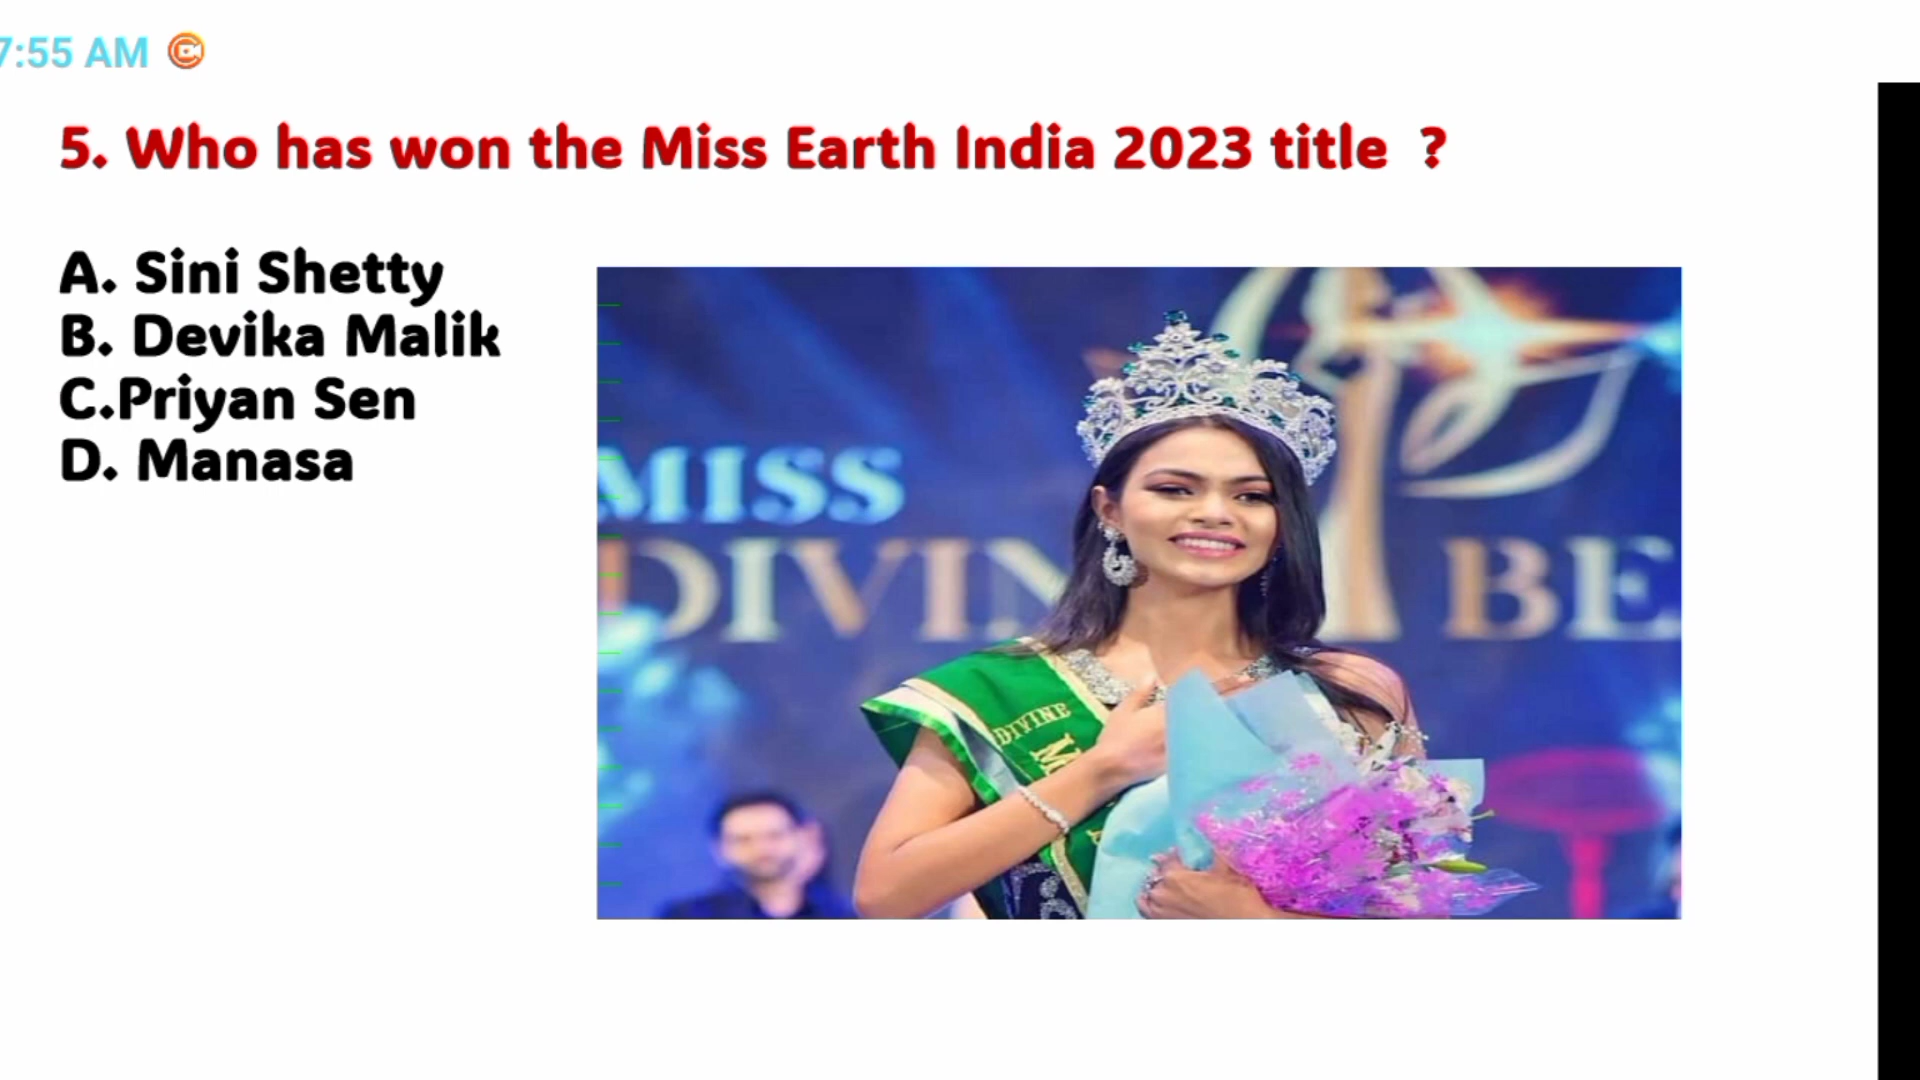 7:55 AM
5. Who has won the Miss Earth India 2023 title ?
A. Sini Shetty
B. Devika Malik
C.Priyan Sen
D. Manasa
MISS
DIVIN BE
DIVINE
M